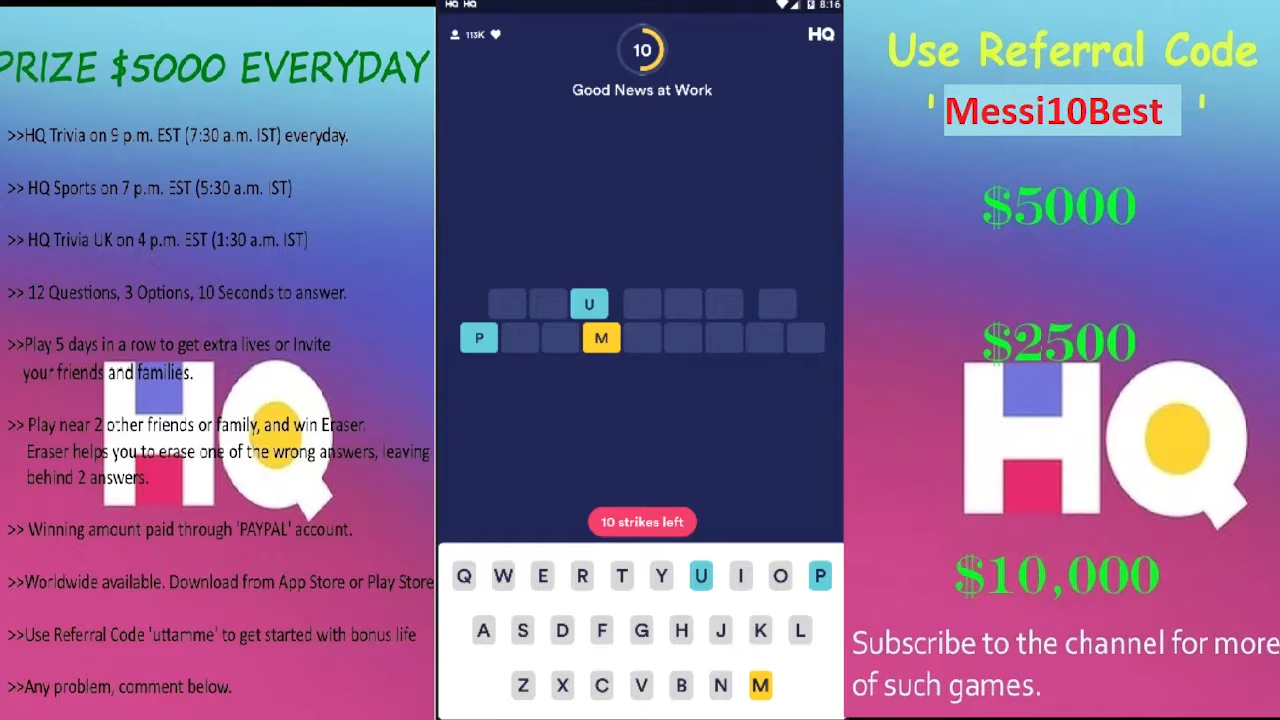 PRIZE $5000 EVERYDAY
>>HQ Trivia on 9 p.m. EST (7:30 a.m. IST) everyday.
>> HQ Sports on 7 p.m. EST (5:30 a.m. IST)
>> HQ Trivia UK on 4 p.m. EST (1:30 a.m. IST)
>> 12 Questions, 3 Options, 10 Seconds to answer.
>>Play 5 days in a row to get extra lives or Invite
your friends and families.
>> Play near 2 other friends or family, and win Eraser.
Eraser helps you to erase one of the wrong answers, leaving
behind 2 answers.
>> Winning amount paid through 'PAYPAL' account.
>>Worldwide available. Download from App Store or Play Store
>>Use Referral Code 'uttamme' to get started with bonus life
>>Any problem, comment below.
HQ
HQ HQ 8:16
113K
10
HQ
Good News at Work
U
P M
10 strikes left
Q W E R T Y U I O P
A S D F G H J K L
Z X C V B N M
Use Referral Code
' Messi10Best '
$5000
$2500
HQ
$10,000
Subscribe to the channel for more
of such games.